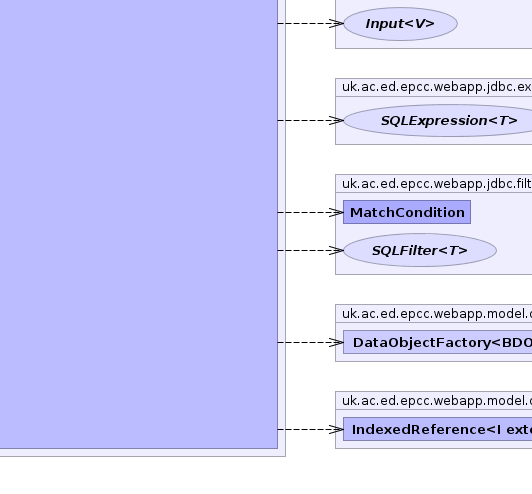 Input<V>
uk.ac.ed.epcc.webapp.jdbc.ex
SQLExpression<T>
uk.ac.ed.epcc.webapp.jdbc.filt
MatchCondition
SQLFilter<T>
uk.ac.ed.epcc.webapp.model.d
DataObjectFactory<BDO
uk.ac.ed.epcc.webapp.model.d
IndexedReference<I exte